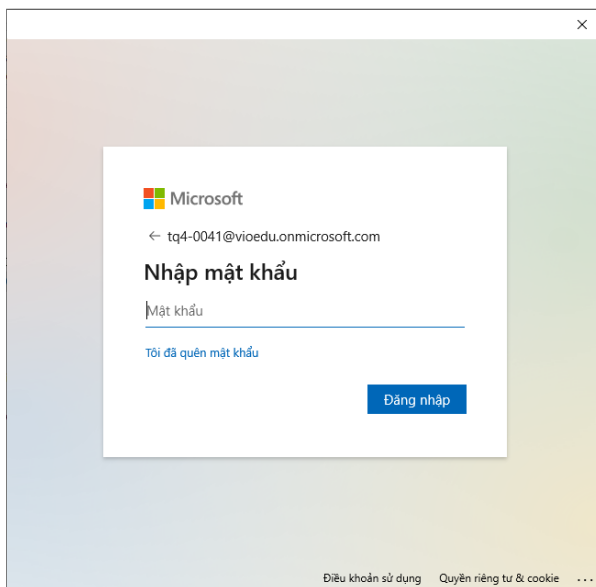 Microsoft
← tq4-0041@vioedu.onmicrosoft.com
Nhập mật khẩu
Mật khẩu
Tôi đã quên mật khẩu
Đăng nhập
Điều khoản sử dụng Quyền riêng tư & cookie ...